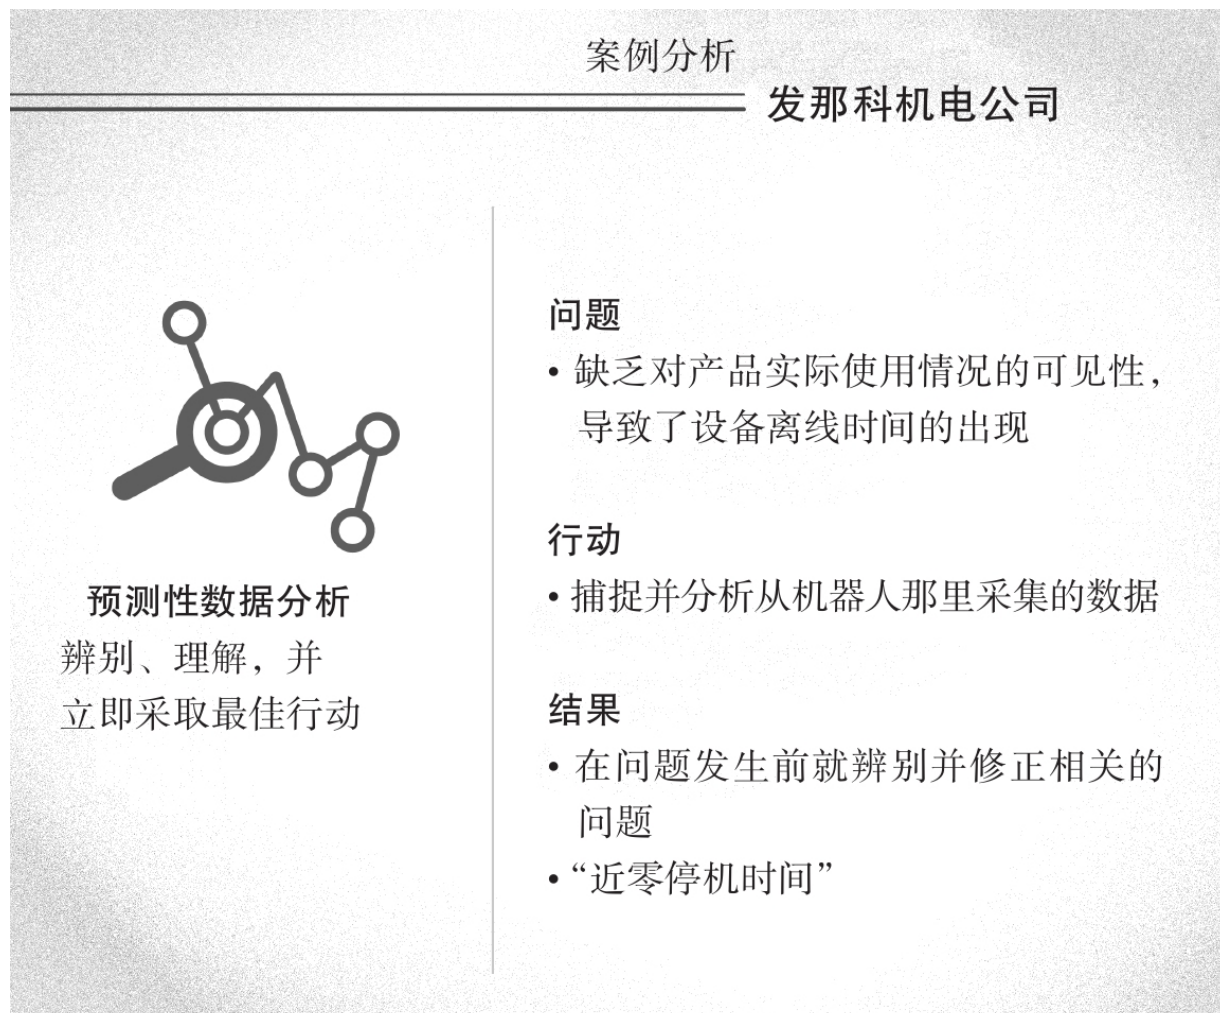 案例分析
发那科机电公司
预测性数据分析
辨别、理解，并
立即采取最佳行动
问题
• 缺乏对产品实际使用情况的可见性，
导致了设备离线时间的出现
行动
• 捕捉并分析从机器人那里采集的数据
结果
• 在问题发生前就辨别并修正相关的
问题
• “近零停机时间”